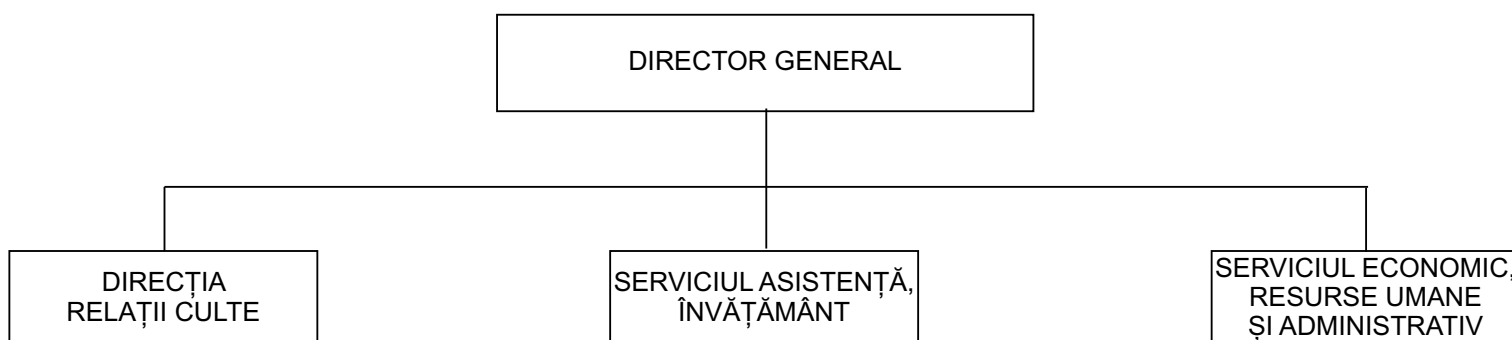 DIRECTOR GENERAL
DIRECȚIA
RELAȚII CULTE
SERVICIUL ASISTENȚĂ,
ÎNVĂȚĂMÂNT
SERVICIUL ECONOMIC,
RESURSE UMANE
ȘI ADMINISTRATIV